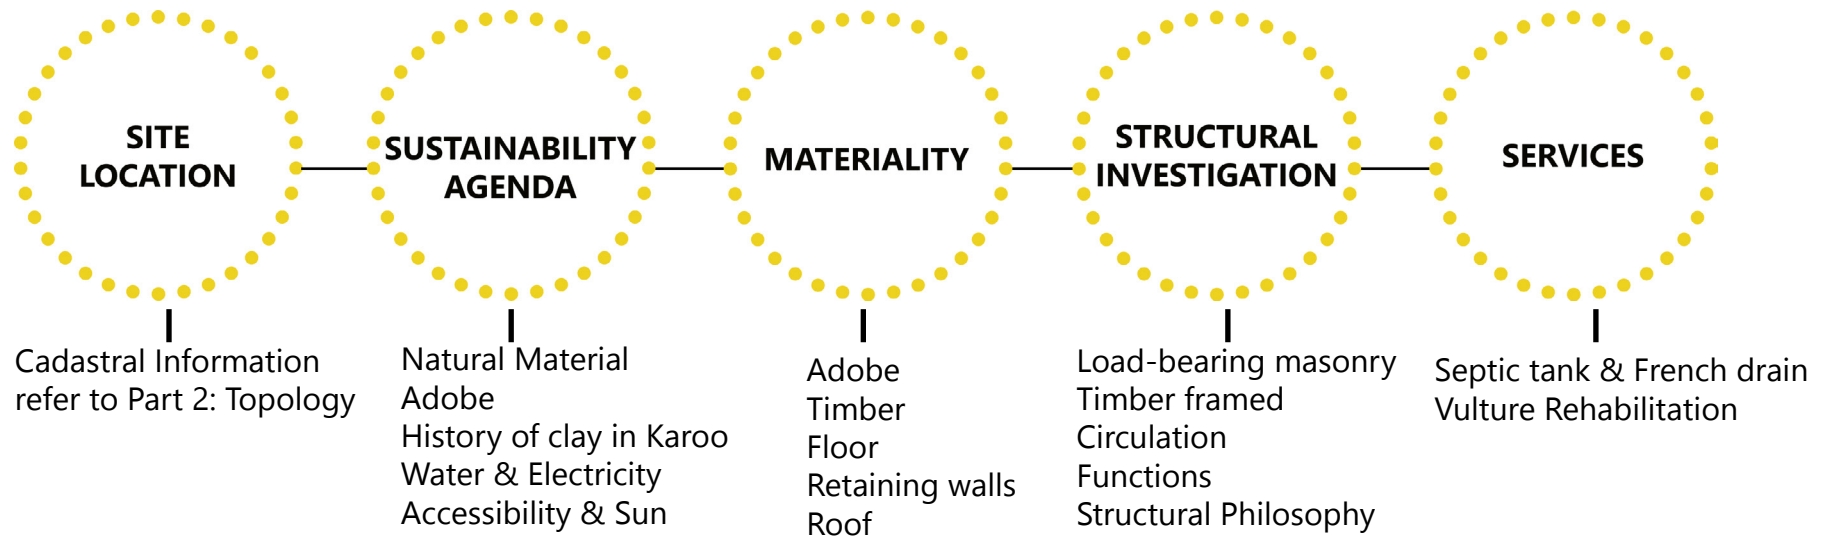 SITE
LOCATION
Cadastral Information
refer to Part 2: Topology
SUSTAINABILITY
AGENDA
Natural Material
Adobe
History of clay in Karoo
Water & Electricity
Accessibility & Sun
MATERIALITY
Adobe
Timber
Floor
Retaining walls
Roof
STRUCTURAL
INVESTIGATION
Load-bearing masonry
Timber framed
Circulation
Functions
Structural Philosophy
SERVICES
Septic tank & French drain
Vulture Rehabilitation